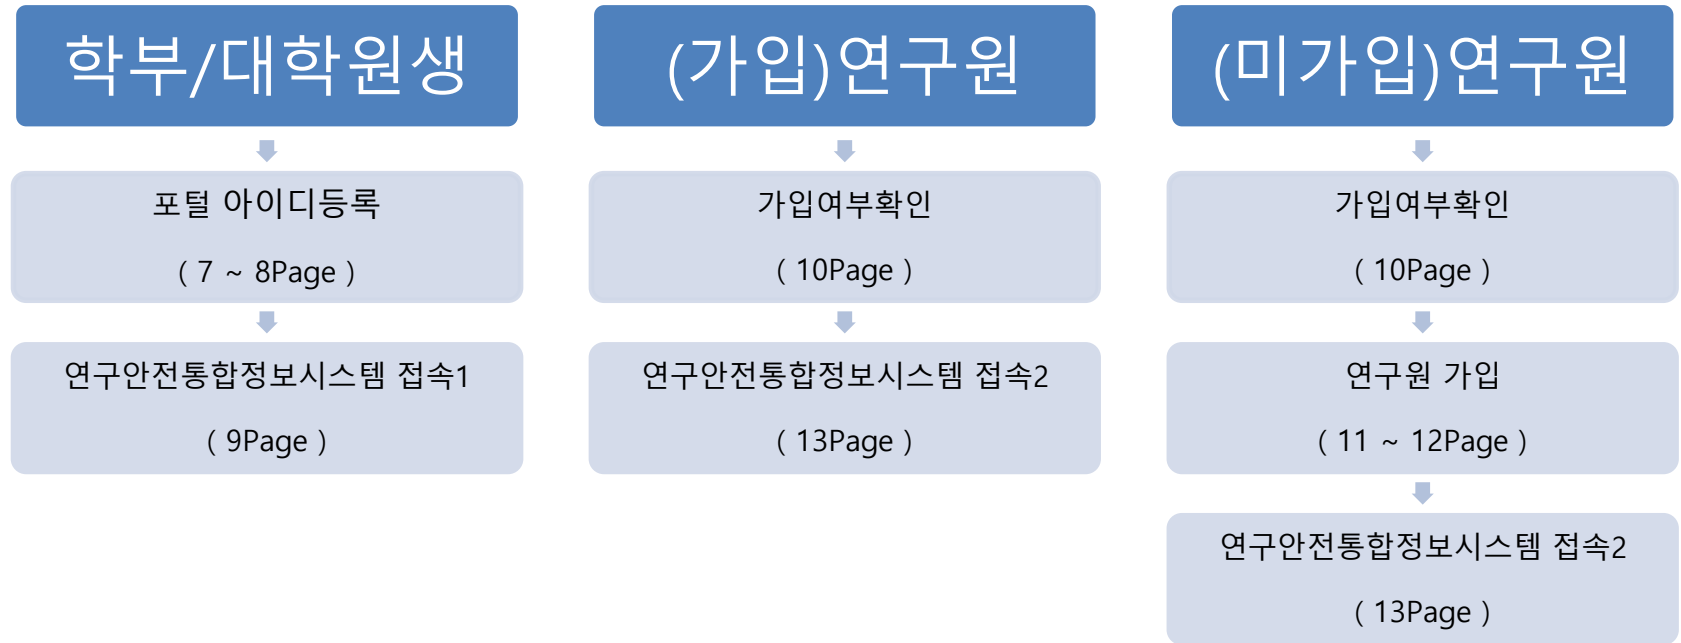 학부/대학원생
포털 아이디등록
( 7 ~ 8Page )
연구안전통합정보시스템 접속1
( 9Page )
(가입)연구원
가입여부확인
( 10Page )
연구안전통합정보시스템 접속2
( 13Page )
(미가입)연구원
가입여부확인
( 10Page )
연구원 가입
( 11 ~ 12Page )
연구안전통합정보시스템 접속2
( 13Page )